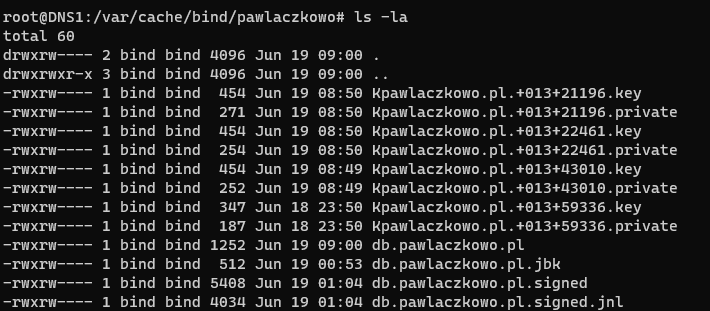 root@DNS1:/var/cache/bind/pawlaczkowo# ls -la
total 60
drwxrw---- 2 bind bind 4096 Jun 19 09:00 .
drwxrwxr-x 3 bind bind 4096 Jun 19 09:00 ..
-rwxrw---- 1 bind bind  454 Jun 19 08:50 Kpawlaczkowo.pl.+013+21196.key
-rwxrw---- 1 bind bind  271 Jun 19 08:50 Kpawlaczkowo.pl.+013+21196.private
-rwxrw---- 1 bind bind  454 Jun 19 08:50 Kpawlaczkowo.pl.+013+22461.key
-rwxrw---- 1 bind bind  254 Jun 19 08:50 Kpawlaczkowo.pl.+013+22461.private
-rwxrw---- 1 bind bind  454 Jun 19 08:49 Kpawlaczkowo.pl.+013+43010.key
-rwxrw---- 1 bind bind  252 Jun 19 08:49 Kpawlaczkowo.pl.+013+43010.private
-rwxrw---- 1 bind bind  347 Jun 18 23:50 Kpawlaczkowo.pl.+013+59336.key
-rwxrw---- 1 bind bind  187 Jun 18 23:50 Kpawlaczkowo.pl.+013+59336.private
-rwxrw---- 1 bind bind 1252 Jun 19 09:00 db.pawlaczkowo.pl
-rwxrw---- 1 bind bind  512 Jun 19 00:53 db.pawlaczkowo.pl.jbk
-rwxrw---- 1 bind bind 5408 Jun 19 01:04 db.pawlaczkowo.pl.signed
-rwxrw---- 1 bind bind 4034 Jun 19 01:04 db.pawlaczkowo.pl.signed.jnl